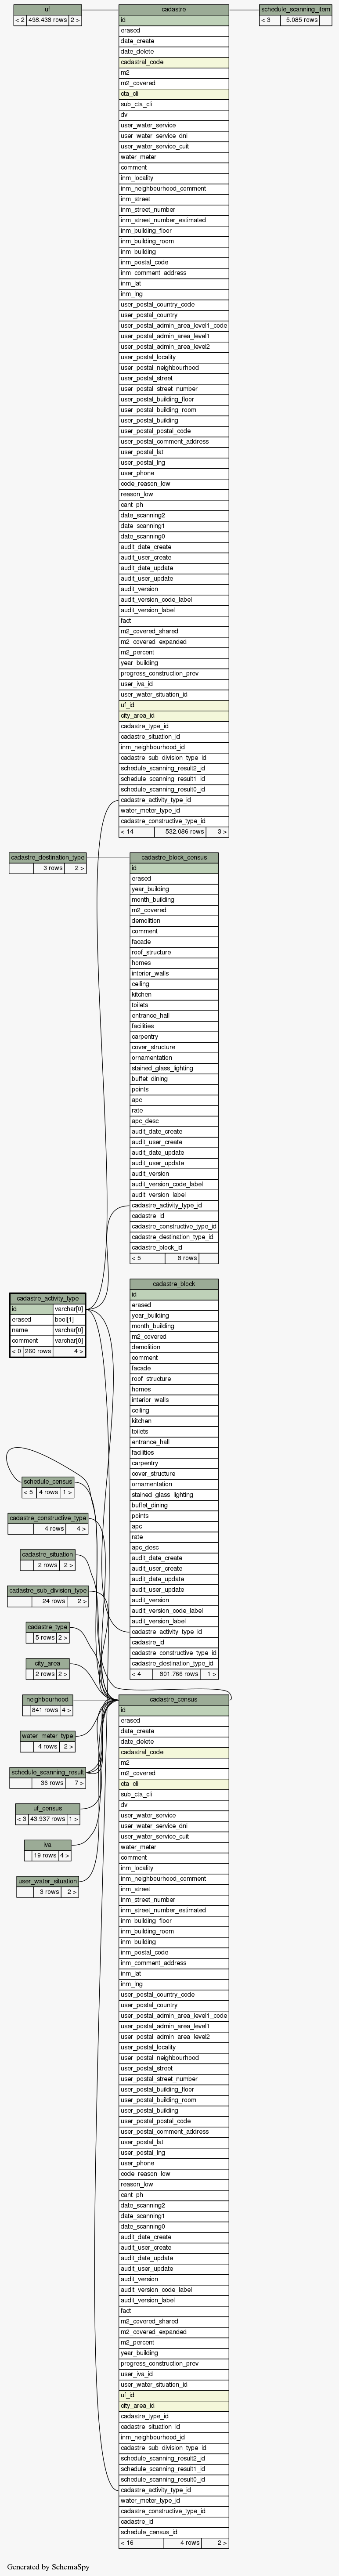 uf
< 2 498.438 rows 2 >
cadastre
id
erased
date_create
date_delete
cadastral_code
m2
m2_covered
cta_cli
sub_cta_cli
dv
user_water_service
user_water_service_dni
user_water_service_cuit
water_meter
comment
inm_locality
inm_neighbourhood_comment
inm_street
inm_street_number
inm_street_number_estimated
inm_building_floor
inm_building_room
inm_building
inm_postal_code
inm_comment_address
inm_lat
inm_lng
user_postal_country_code
user_postal_country
user_postal_admin_area_level1_code
user_postal_admin_area_level1
user_postal_admin_area_level2
user_postal_locality
user_postal_neighbourhood
user_postal_street
user_postal_street_number
user_postal_building_floor
user_postal_building_room
user_postal_building
user_postal_postal_code
user_postal_comment_address
user_postal_lat
user_postal_lng
user_phone
code_reason_low
reason_low
cant_ph
date_scanning2
date_scanning1
date_scanning0
audit_date_create
audit_user_create
audit_date_update
audit_user_update
audit_version
audit_version_code_label
audit_version_label
fact
m2_covered_shared
m2_covered_expanded
m2_percent
year_building
progress_construction_prev
user_iva_id
user_water_situation_id
uf_id
city_area_id
cadastre_type_id
cadastre_situation_id
inm_neighbourhood_id
cadastre_sub_division_type_id
schedule_scanning_result2_id
schedule_scanning_result1_id
schedule_scanning_result0_id
cadastre_activity_type_id
water_meter_type_id
cadastre_constructive_type_id
< 14 532.086 rows 3 >
schedule_scanning_item
< 3 5.085 rows
cadastre_destination_type
3 rows 2 >
cadastre_block_census
id
erased
year_building
month_building
m2_covered
demolition
comment
facade
roof_structure
homes
interior_walls
ceiling
kitchen
toilets
entrance_hall
facilities
carpentry
cover_structure
ornamentation
stained_glass_lighting
buffet_dining
points
apc
rate
apc_desc
audit_date_create
audit_user_create
audit_date_update
audit_user_update
audit_version
audit_version_code_label
audit_version_label
cadastre_activity_type_id
cadastre_id
cadastre_constructive_type_id
cadastre_destination_type_id
cadastre_block_id
< 5 8 rows
cadastre_activity_type
id varchar[0]
erased bool[1]
name varchar[0]
comment varchar[0]
< 0 260 rows 4 >
cadastre_block
id
erased
year_building
month_building
m2_covered
demolition
comment
facade
roof_structure
homes
interior_walls
ceiling
kitchen
toilets
entrance_hall
facilities
carpentry
cover_structure
ornamentation
stained_glass_lighting
buffet_dining
points
apc
rate
apc_desc
audit_date_create
audit_user_create
audit_date_update
audit_user_update
audit_version
audit_version_code_label
audit_version_label
cadastre_activity_type_id
cadastre_id
cadastre_constructive_type_id
cadastre_destination_type_id
< 4 801.766 rows 1 >
schedule_census
< 5 4 rows 1 >
cadastre_constructive_type
4 rows 4 >
cadastre_situation
2 rows 2 >
cadastre_sub_division_type
24 rows 2 >
cadastre_type
5 rows 2 >
city_area
2 rows 2 >
neighbourhood
841 rows 4 >
water_meter_type
4 rows 2 >
schedule_scanning_result
36 rows 7 >
uf_census
< 3 43.937 rows 1 >
iva
19 rows 4 >
user_water_situation
3 rows 2 >
cadastre_census
id
erased
date_create
date_delete
cadastral_code
m2
m2_covered
cta_cli
sub_cta_cli
dv
user_water_service
user_water_service_dni
user_water_service_cuit
water_meter
comment
inm_locality
inm_neighbourhood_comment
inm_street
inm_street_number
inm_street_number_estimated
inm_building_floor
inm_building_room
inm_building
inm_postal_code
inm_comment_address
inm_lat
inm_lng
user_postal_country_code
user_postal_country
user_postal_admin_area_level1_code
user_postal_admin_area_level1
user_postal_admin_area_level2
user_postal_locality
user_postal_neighbourhood
user_postal_street
user_postal_street_number
user_postal_building_floor
user_postal_building_room
user_postal_building
user_postal_postal_code
user_postal_comment_address
user_postal_lat
user_postal_lng
user_phone
code_reason_low
reason_low
cant_ph
date_scanning2
date_scanning1
date_scanning0
audit_date_create
audit_user_create
audit_date_update
audit_user_update
audit_version
audit_version_code_label
audit_version_label
fact
m2_covered_shared
m2_covered_expanded
m2_percent
year_building
progress_construction_prev
user_iva_id
user_water_situation_id
uf_id
city_area_id
cadastre_type_id
cadastre_situation_id
inm_neighbourhood_id
cadastre_sub_division_type_id
schedule_scanning_result2_id
schedule_scanning_result1_id
schedule_scanning_result0_id
cadastre_activity_type_id
water_meter_type_id
cadastre_constructive_type_id
cadastre_id
schedule_census_id
< 16 4 rows 2 >
Generated by SchemaSpy